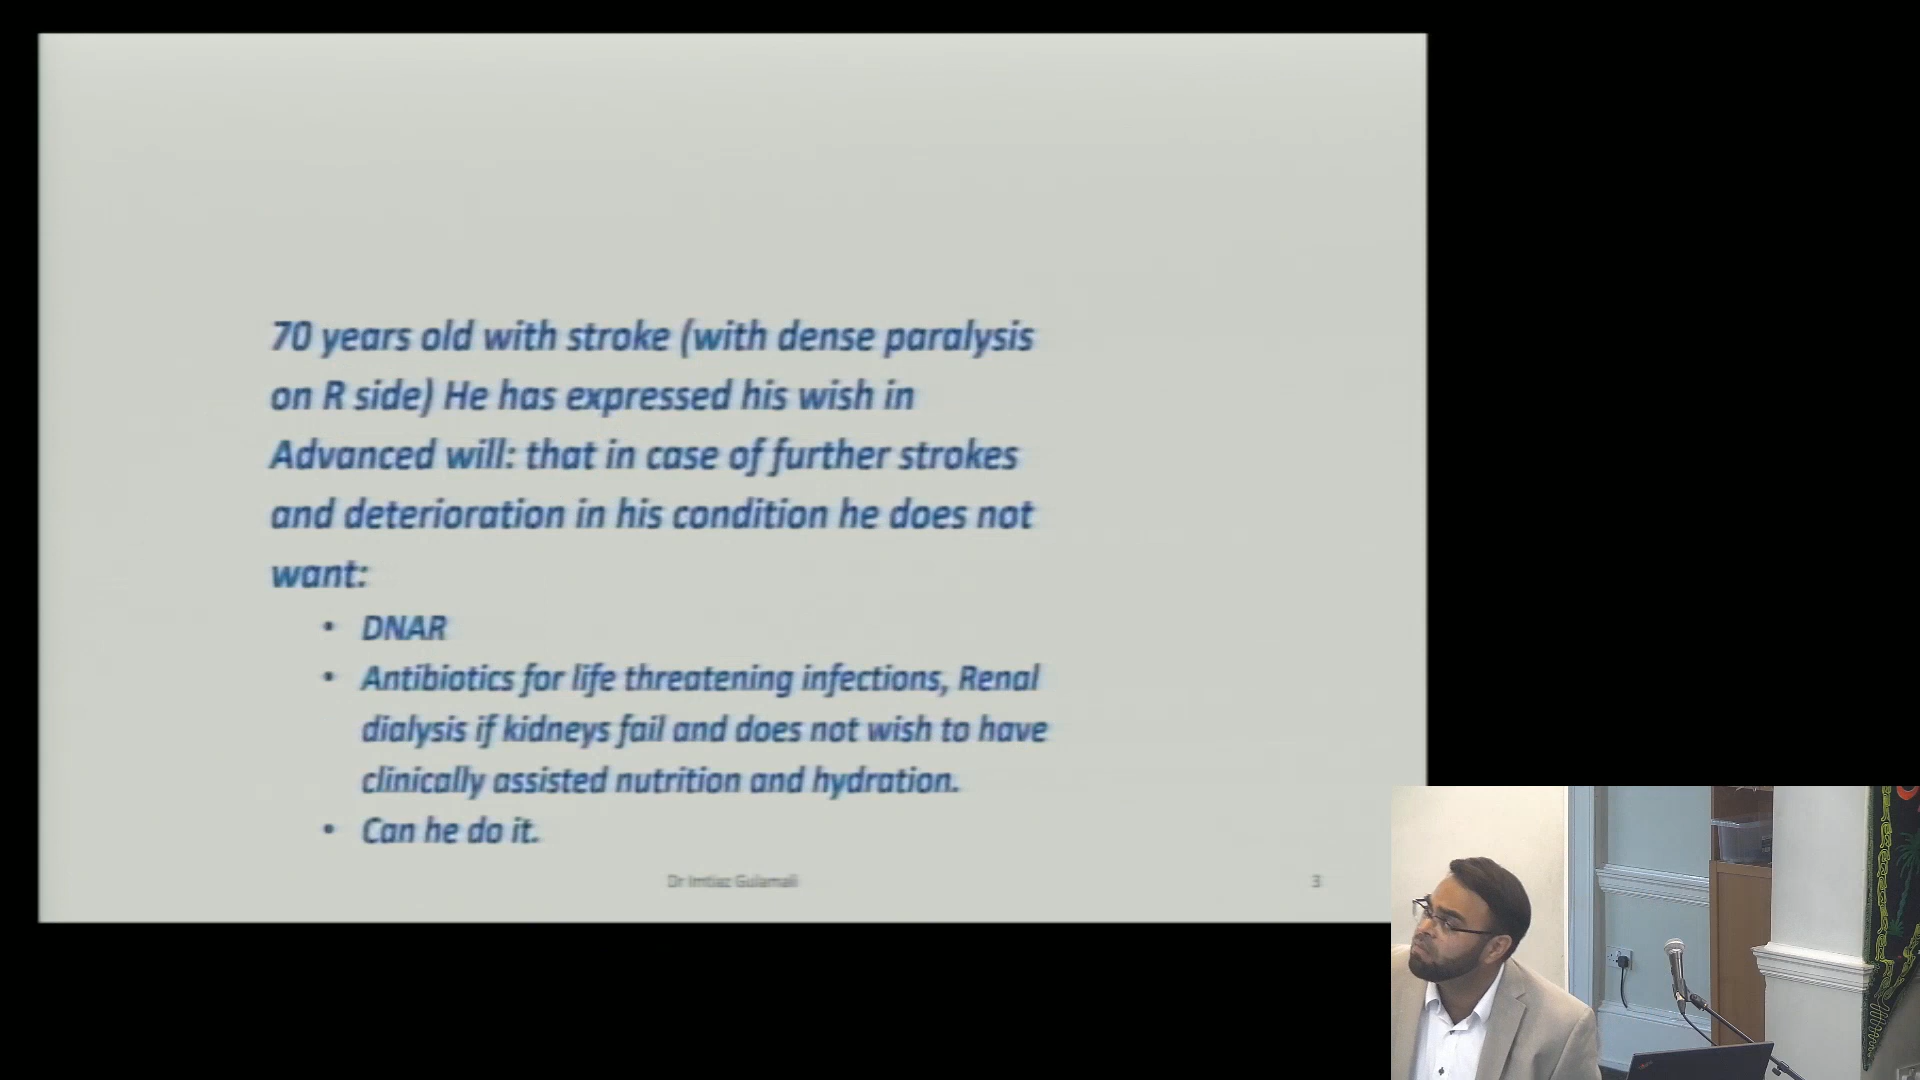 70 years old with stroke (with dense paralysis
on R side) He has expressed his wish in
Advanced will: that in case of further strokes
and deterioration in his condition he does not
want:
• DNAR
• Antibiotics for life threatening infections, Renal
dialysis if kidneys fail and does not wish to have
clinically assisted nutrition and hydration.
• Can he do it.
Dr Imtiaz Gulamali
3